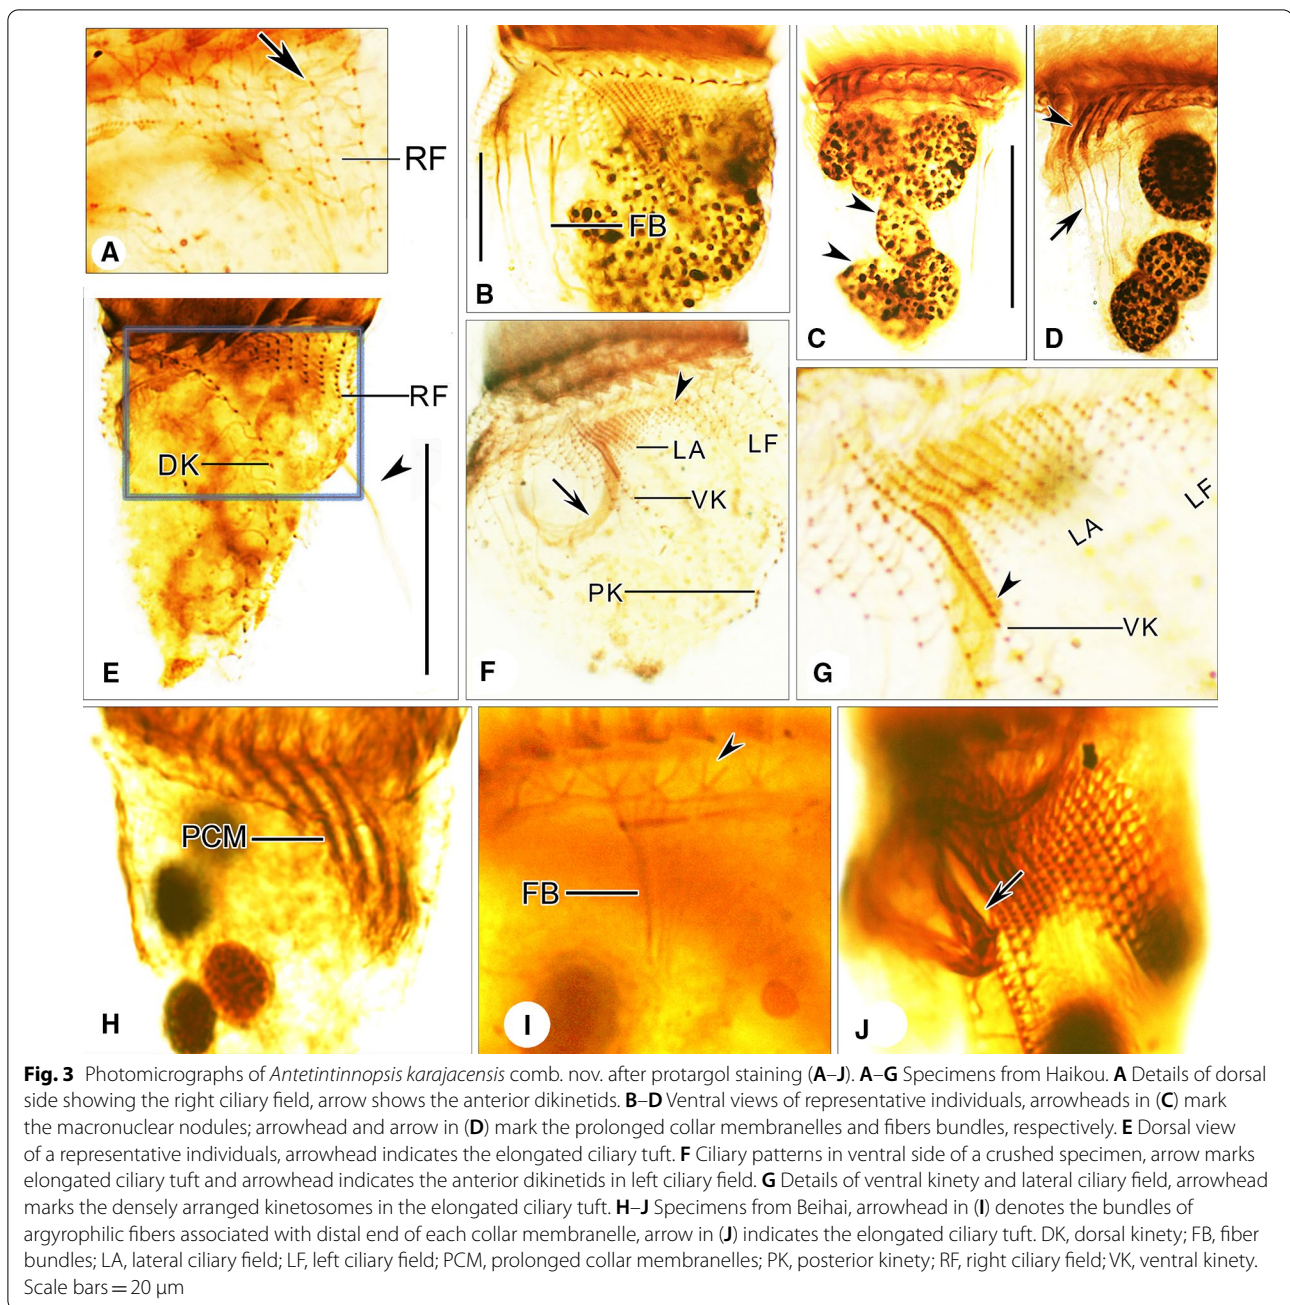 RF
A
FB
B
C
D
RF
DK
E
LA
LF
VK
PK
F
LF
LA
VK
G
PCM
H
FB
I
J
Fig. 3 Photomicrographs of Antetintinnopsis karajacensis comb. nov. after protargol staining (A–J). A–G Specimens from Haikou. A Details of dorsal
side showing the right ciliary field, arrow shows the anterior dikinetids. B–D Ventral views of representative individuals, arrowheads in (C) mark
the macronuclear nodules; arrowhead and arrow in (D) mark the prolonged collar membranelles and fibers bundles, respectively. E Dorsal view
of a representative individuals, arrowhead indicates the elongated ciliary tuft. F Ciliary patterns in ventral side of a crushed specimen, arrow marks
elongated ciliary tuft and arrowhead indicates the anterior dikinetids in left ciliary field. G Details of ventral kinety and lateral ciliary field, arrowhead
marks the densely arranged kinetosomes in the elongated ciliary tuft. H–J Specimens from Beihai, arrowhead in (I) denotes the bundles of
argyrophilic fibers associated with distal end of each collar membranelle, arrow in (J) indicates the elongated ciliary tuft. DK, dorsal kinety; FB, fiber
bundles; LA, lateral ciliary field; LF, left ciliary field; PCM, prolonged collar membranelles; PK, posterior kinety; RF, right ciliary field; VK, ventral kinety.
Scale bars = 20 μm